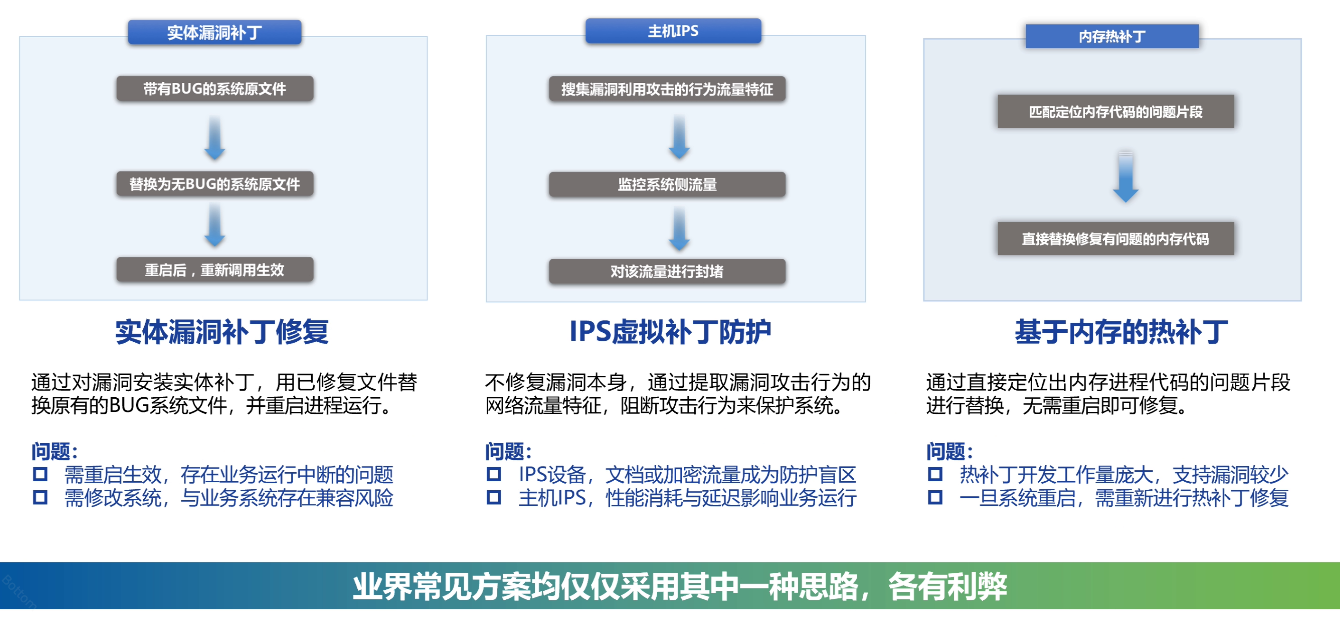 实体漏洞补丁
带有BUG的系统原文件
替换为无BUG的系统原文件
重启后，重新调用生效
实体漏洞补丁修复
通过对漏洞安装实体补丁，用已修复文件替
换原有的BUG系统文件，并重启进程运行。
问题：
需重启生效，存在业务运行中断的问题
需修改系统，与业务系统存在兼容风险
主机IPS
搜集漏洞利用攻击的行为流量特征
监控系统侧流量
对该流量进行封堵
IPS虚拟补丁防护
不修复漏洞本身，通过提取漏洞攻击行为的
网络流量特征，阻断攻击行为来保护系统。
问题：
IPS设备，文档或加密流量成为防护盲区
主机IPS，性能消耗与延迟影响业务运行
内存热补丁
匹配定位内存代码的问题片段
直接替换修复有问题的内存代码
基于内存的热补丁
通过直接定位出内存进程代码的问题片段
进行替换，无需重启即可修复。
问题：
热补丁开发工作量庞大，支持漏洞较少
一旦系统重启，需重新进行热补丁修复
业界常见方案均仅仅采用其中一种思路，各有利弊
Bottom